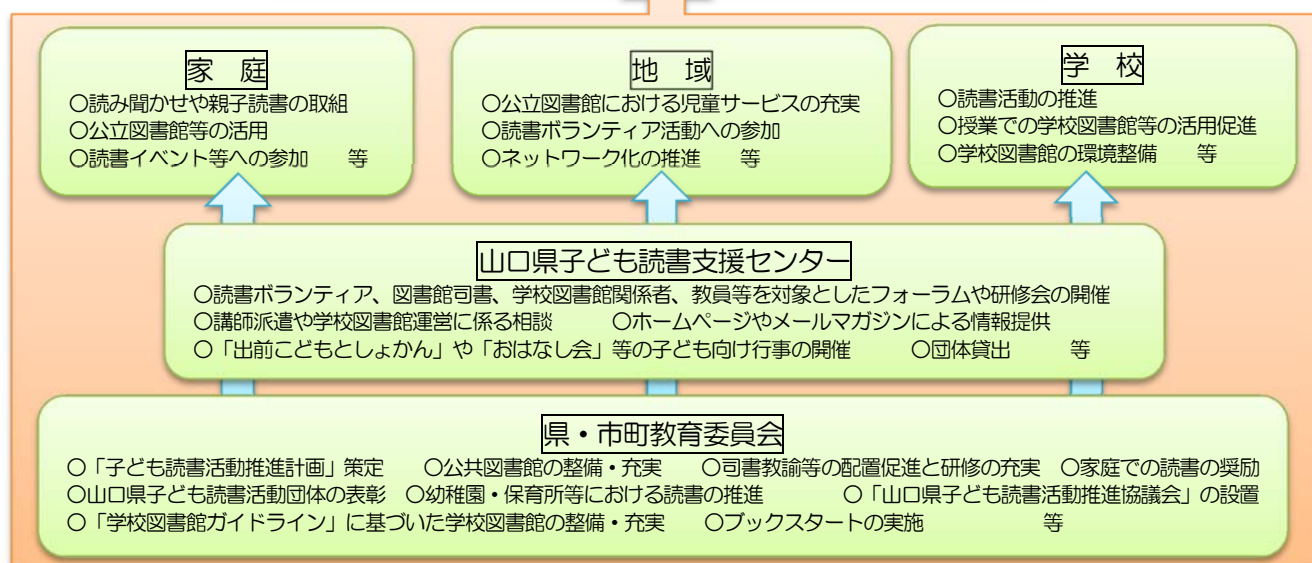 家　庭
○読み聞かせや親子読書の取組
○公立図書館等の活用
○読書イベント等への参加　　等
地　域
○公立図書館における児童サービスの充実
○読書ボランティア活動への参加
○ネットワーク化の推進　　等
学　校
○読書活動の推進
○授業での学校図書館等の活用促進
○学校図書館の環境整備　　等
山口県子ども読書支援センター
○読書ボランティア、図書館司書、学校図書館関係者、教員等を対象としたフォーラムや研修会の開催
○講師派遣や学校図書館運営に係る相談　　○ホームページやメールマガジンによる情報提供
○「出前こどもとしょかん」や「おはなし会」等の子ども向け行事の開催　　○団体貸出　　等
県・市町教育委員会
○「子ども読書活動推進計画」策定　　○公共図書館の整備・充実　　○司書教諭等の配置促進と研修の充実　○家庭での読書の奨励
○山口県子ども読書活動団体の表彰　○幼稚園・保育所等における読書の推進　　○「山口県子ども読書活動推進協議会」の設置
○「学校図書館ガイドライン」に基づいた学校図書館の整備・充実　　○ブックスタートの実施　　等